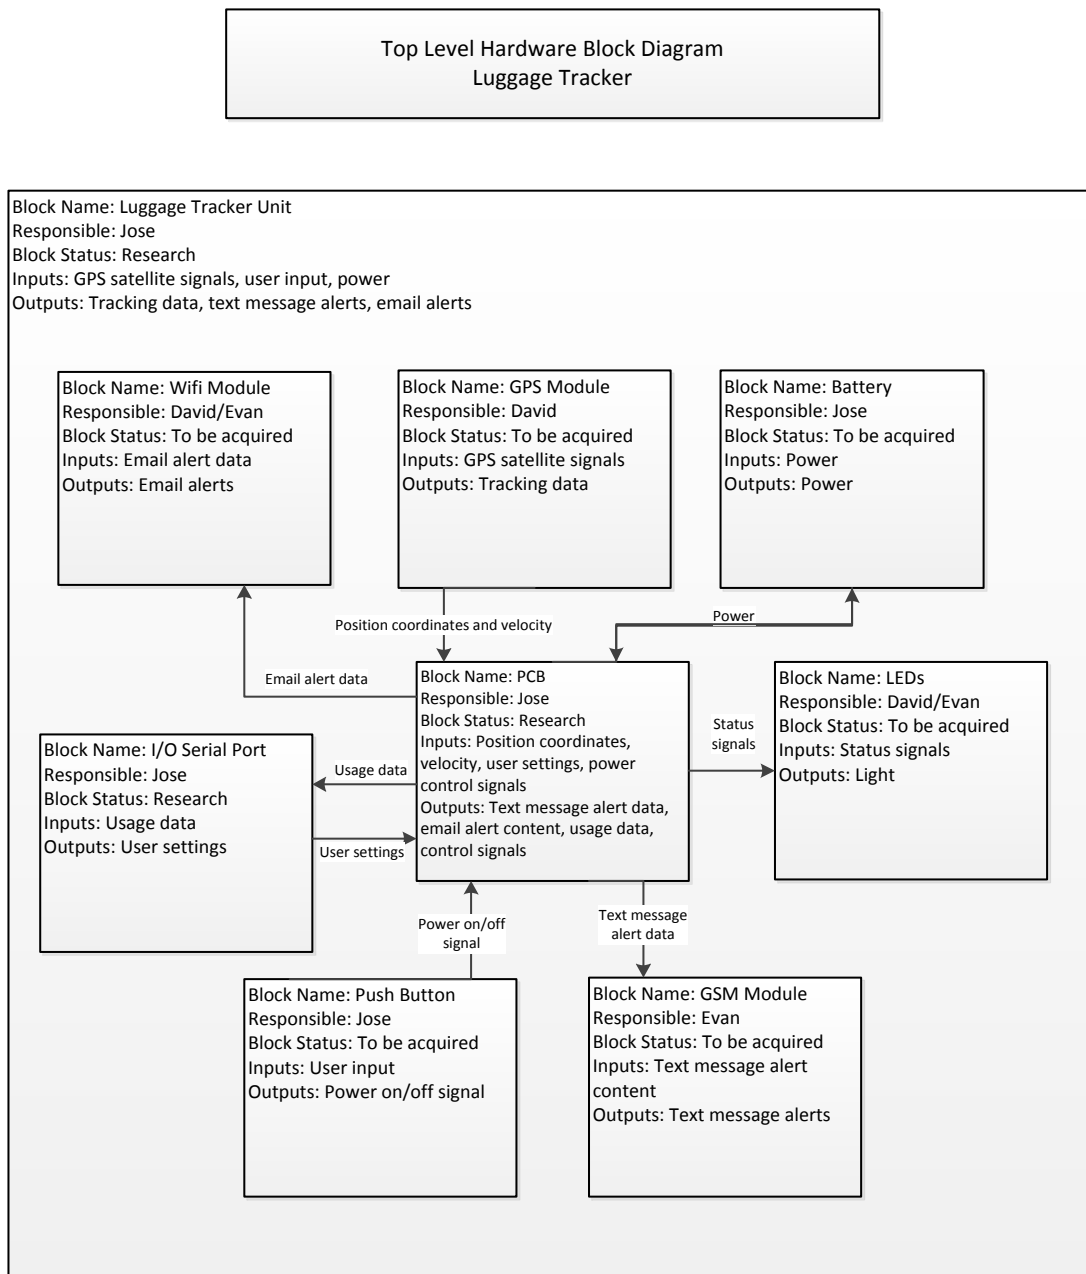 Top Level Hardware Block Diagram
Luggage Tracker
Block Name: Luggage Tracker Unit
Responsible: Jose
Block Status: Research
Inputs: GPS satellite signals, user input, power
Outputs: Tracking data, text message alerts, email alerts
Block Name: Wifi Module
Responsible: David/Evan
Block Status: To be acquired
Inputs: Email alert data
Outputs: Email alerts
Block Name: GPS Module
Responsible: David
Block Status: To be acquired
Inputs: GPS satellite signals
Outputs: Tracking data
Block Name: Battery
Responsible: Jose
Block Status: To be acquired
Inputs: Power
Outputs: Power
Position coordinates and velocity
Power
Email alert data
Block Name: PCB
Responsible: Jose
Block Status: Research
Inputs: Position coordinates,
velocity, user settings, power
control signals
Outputs: Text message alert data,
email alert content, usage data,
control signals
Status
signals
Block Name: LEDs
Responsible: David/Evan
Block Status: To be acquired
Inputs: Status signals
Outputs: Light
Block Name: I/O Serial Port
Responsible: Jose
Block Status: Research
Inputs: Usage data
Outputs: User settings
Usage data
User settings
Power on/off
signal
Text message
alert data
Block Name: Push Button
Responsible: Jose
Block Status: To be acquired
Inputs: User input
Outputs: Power on/off signal
Block Name: GSM Module
Responsible: Evan
Block Status: To be acquired
Inputs: Text message alert
content
Outputs: Text message alerts